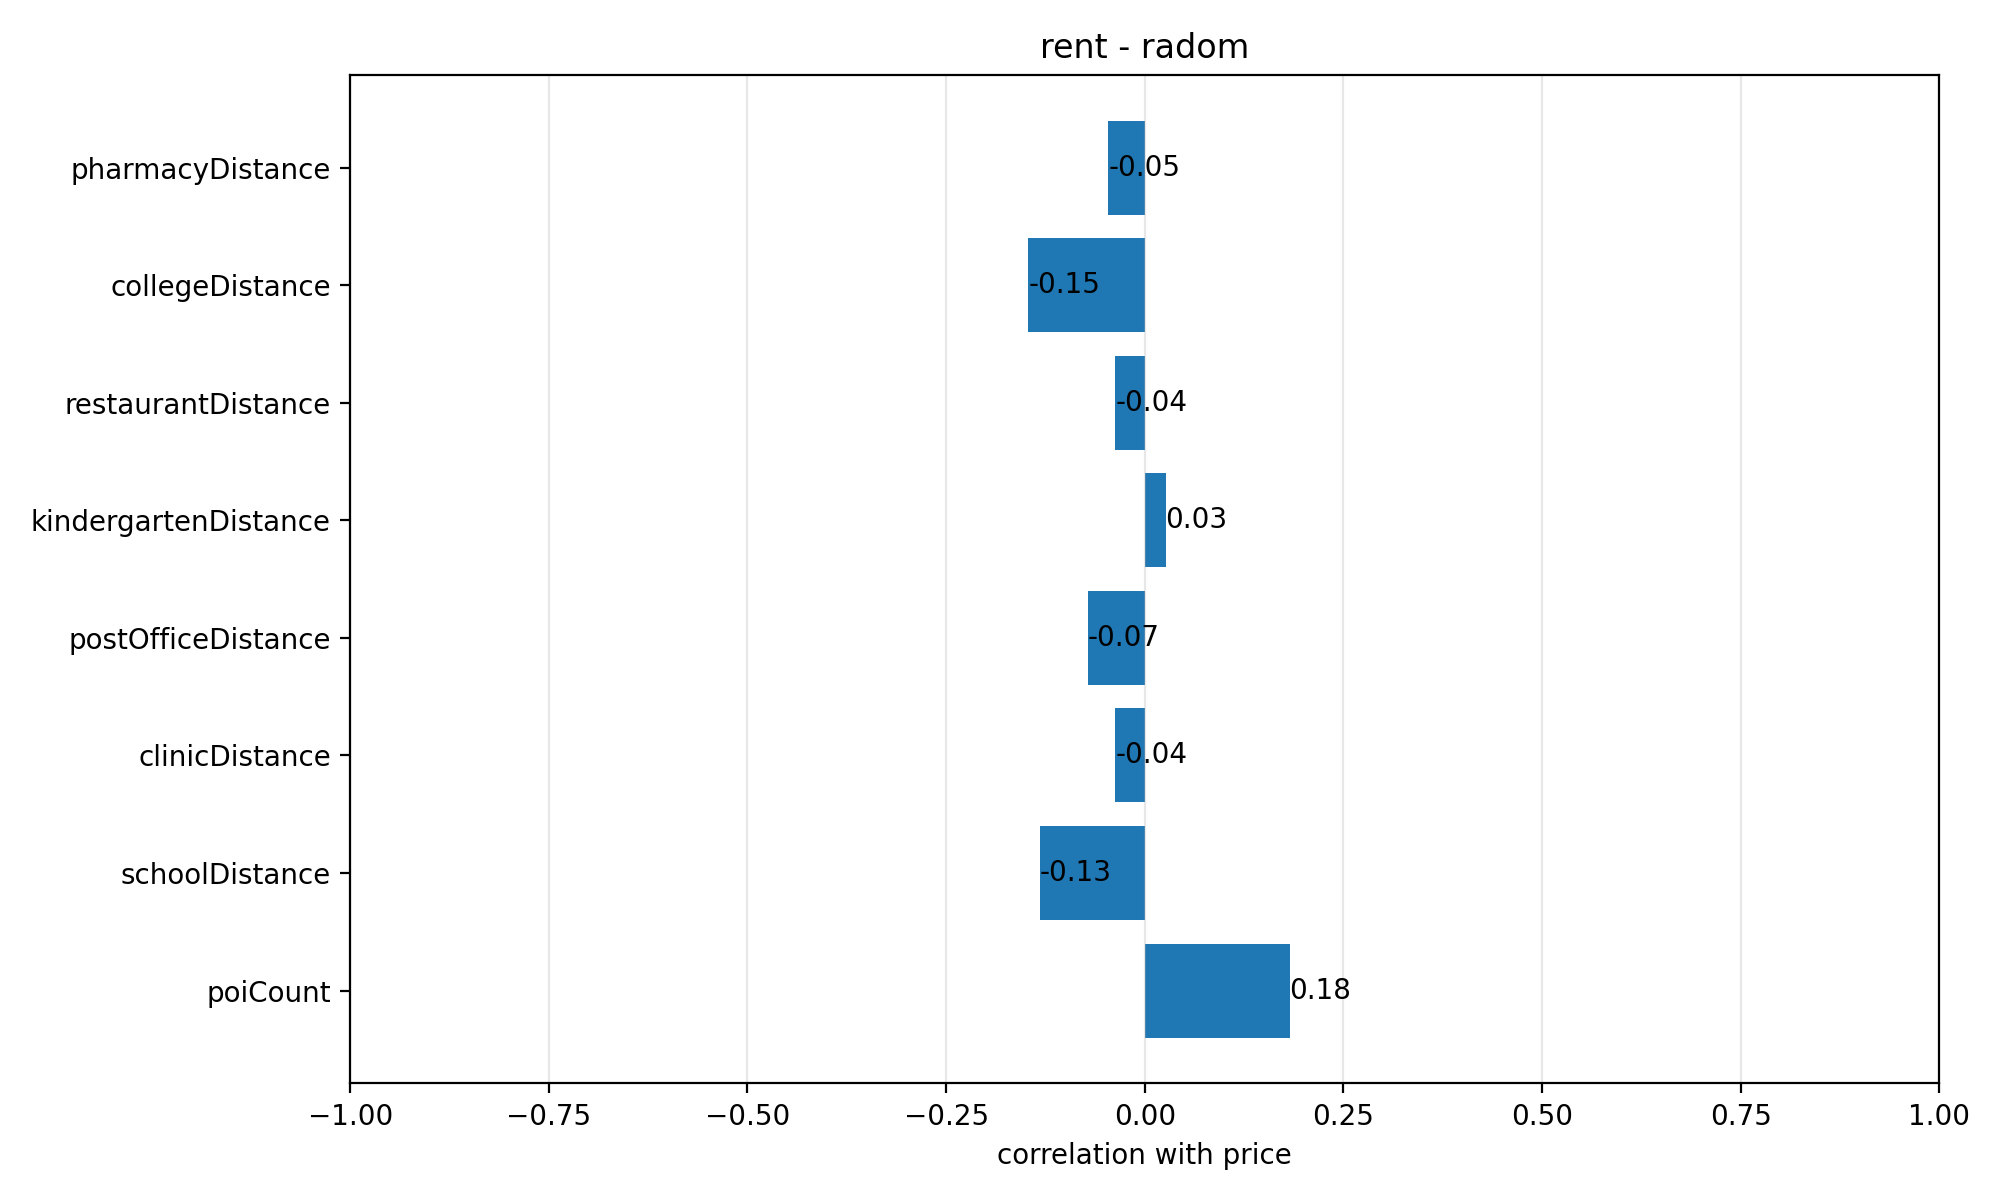 rent - radom
pharmacyDistance
-0.05
collegeDistance
-0.15
restaurantDistance
-0.04
kindergartenDistance
0.03
postOfficeDistance
-0.07
clinicDistance
-0.04
schoolDistance
-0.13
poiCount
0.18
−1.00 −0.75 −0.50 −0.25 0.00 0.25 0.50 0.75 1.00
correlation with price